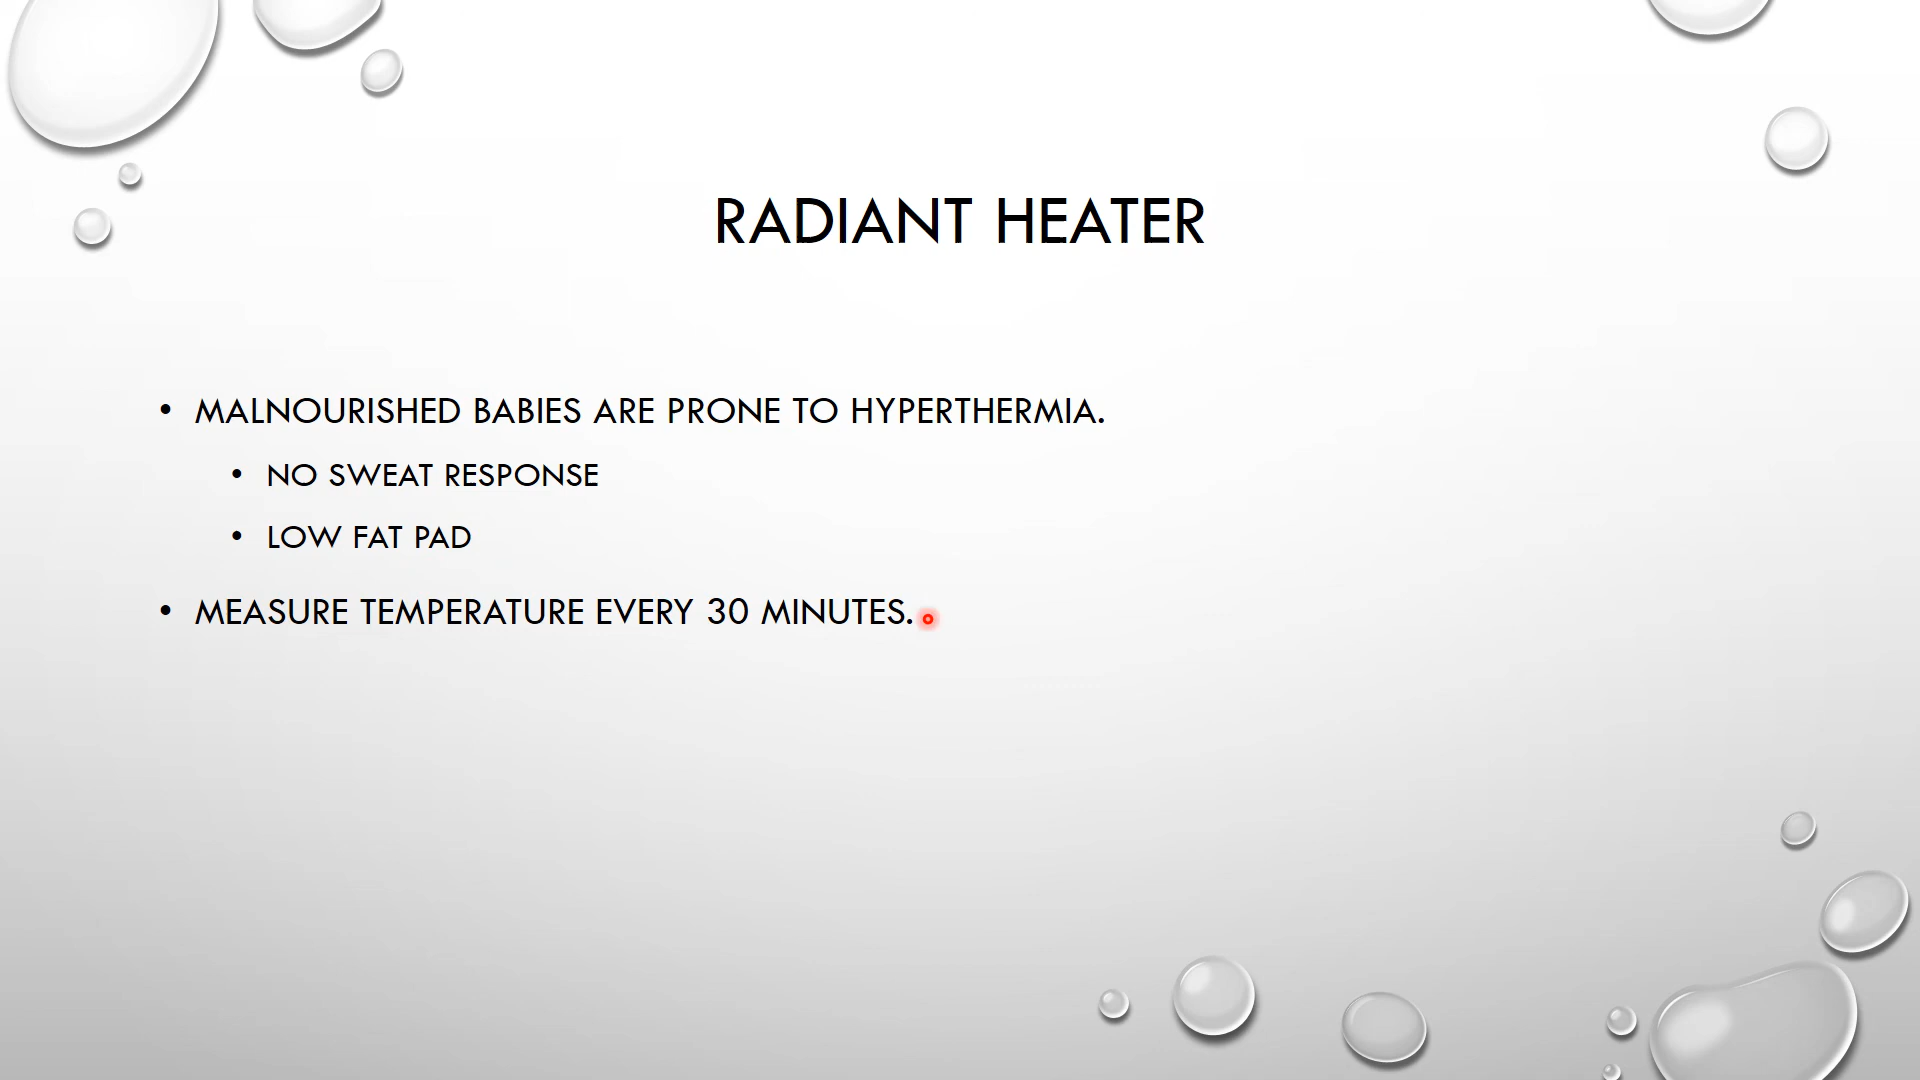 RADIANT HEATER
• MALNOURISHED BABIES ARE PRONE TO HYPERTHERMIA.
• NO SWEAT RESPONSE
• LOW FAT PAD
• MEASURE TEMPERATURE EVERY 30 MINUTES.